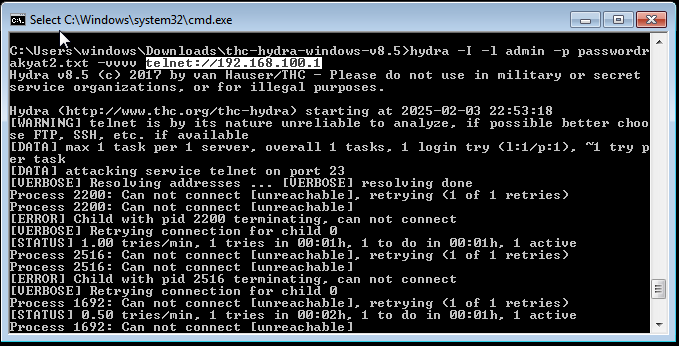 Select C:\Windows\system32\cmd.exe
C:\Users\windows\Downloads\thc-hydra-windows-v8.5>hydra -I -l admin -p passwordr
akyat2.txt -vvvv telnet://192.168.100.1
Hydra v8.5 (c) 2017 by van Hauser/THC - Please do not use in military or secret
service organizations, or for illegal purposes.
Hydra (http://www.thc.org/thc-hydra) starting at 2025-02-03 22:53:18
[WARNING] telnet is by its nature unreliable to analyze, if possible better choo
se FTP, SSH, etc. if available
[DATA] max 1 task per 1 server, overall 1 tasks, 1 login try (l:1/p:1), ~1 try p
er task
[DATA] attacking service telnet on port 23
[VERBOSE] Resolving addresses ... [VERBOSE] resolving done
Process 2200: Can not connect [unreachable], retrying (1 of 1 retries)
Process 2200: Can not connect [unreachable]
[ERROR] Child with pid 2200 terminating, can not connect
[VERBOSE] Retrying connection for child 0
[STATUS] 1.00 tries/min, 1 tries in 00:01h, 1 to do in 00:01h, 1 active
Process 2516: Can not connect [unreachable], retrying (1 of 1 retries)
Process 2516: Can not connect [unreachable]
[ERROR] Child with pid 2516 terminating, can not connect
[VERBOSE] Retrying connection for child 0
Process 1692: Can not connect [unreachable], retrying (1 of 1 retries)
[STATUS] 0.50 tries/min, 1 tries in 00:02h, 1 to do in 00:01h, 1 active
Process 1692: Can not connect [unreachable]